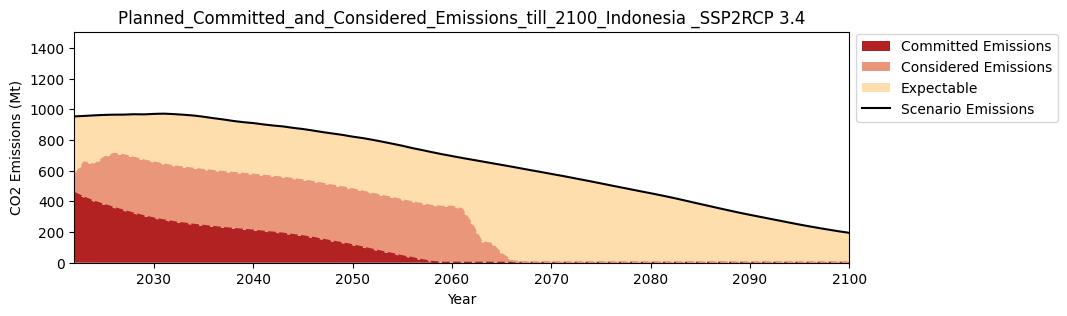 Planned_Committed_and_Considered_Emissions_till_2100_Indonesia _SSP2RCP 3.4
1400
1200
1000
800
600
400
200
0
CO2 Emissions (Mt)
2030 2040 2050 2060 2070 2080 2090 2100
Year
Committed Emissions
Considered Emissions
Expectable
Scenario Emissions